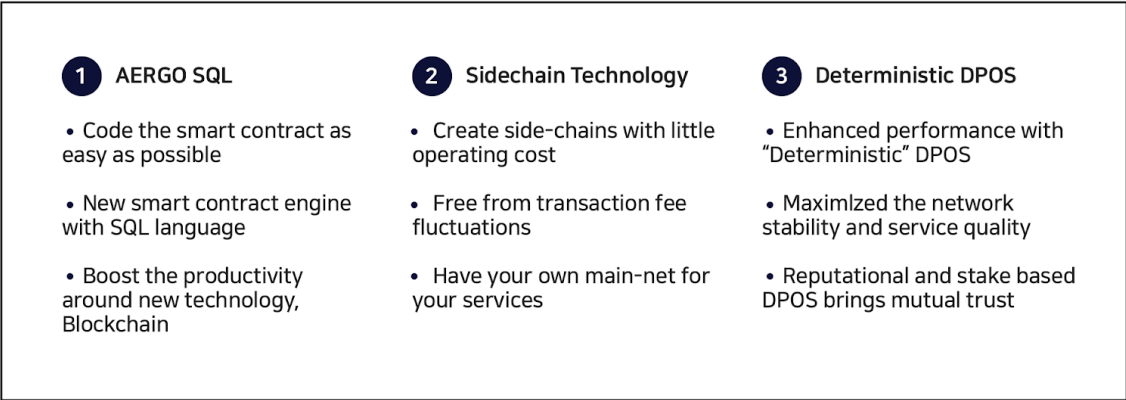 1 AERGO SQL
• Code the smart contract as
easy as possible
• New smart contract engine
with SQL language
• Boost the productivity
around new technology,
Blockchain
2 Sidechain Technology
• Create side-chains with little
operating cost
• Free from transaction fee
fluctuations
• Have your own main-net for
your services
3 Deterministic DPOS
• Enhanced performance with
“Deterministic” DPOS
• Maximlzed the network
stability and service quality
• Reputational and stake based
DPOS brings mutual trust